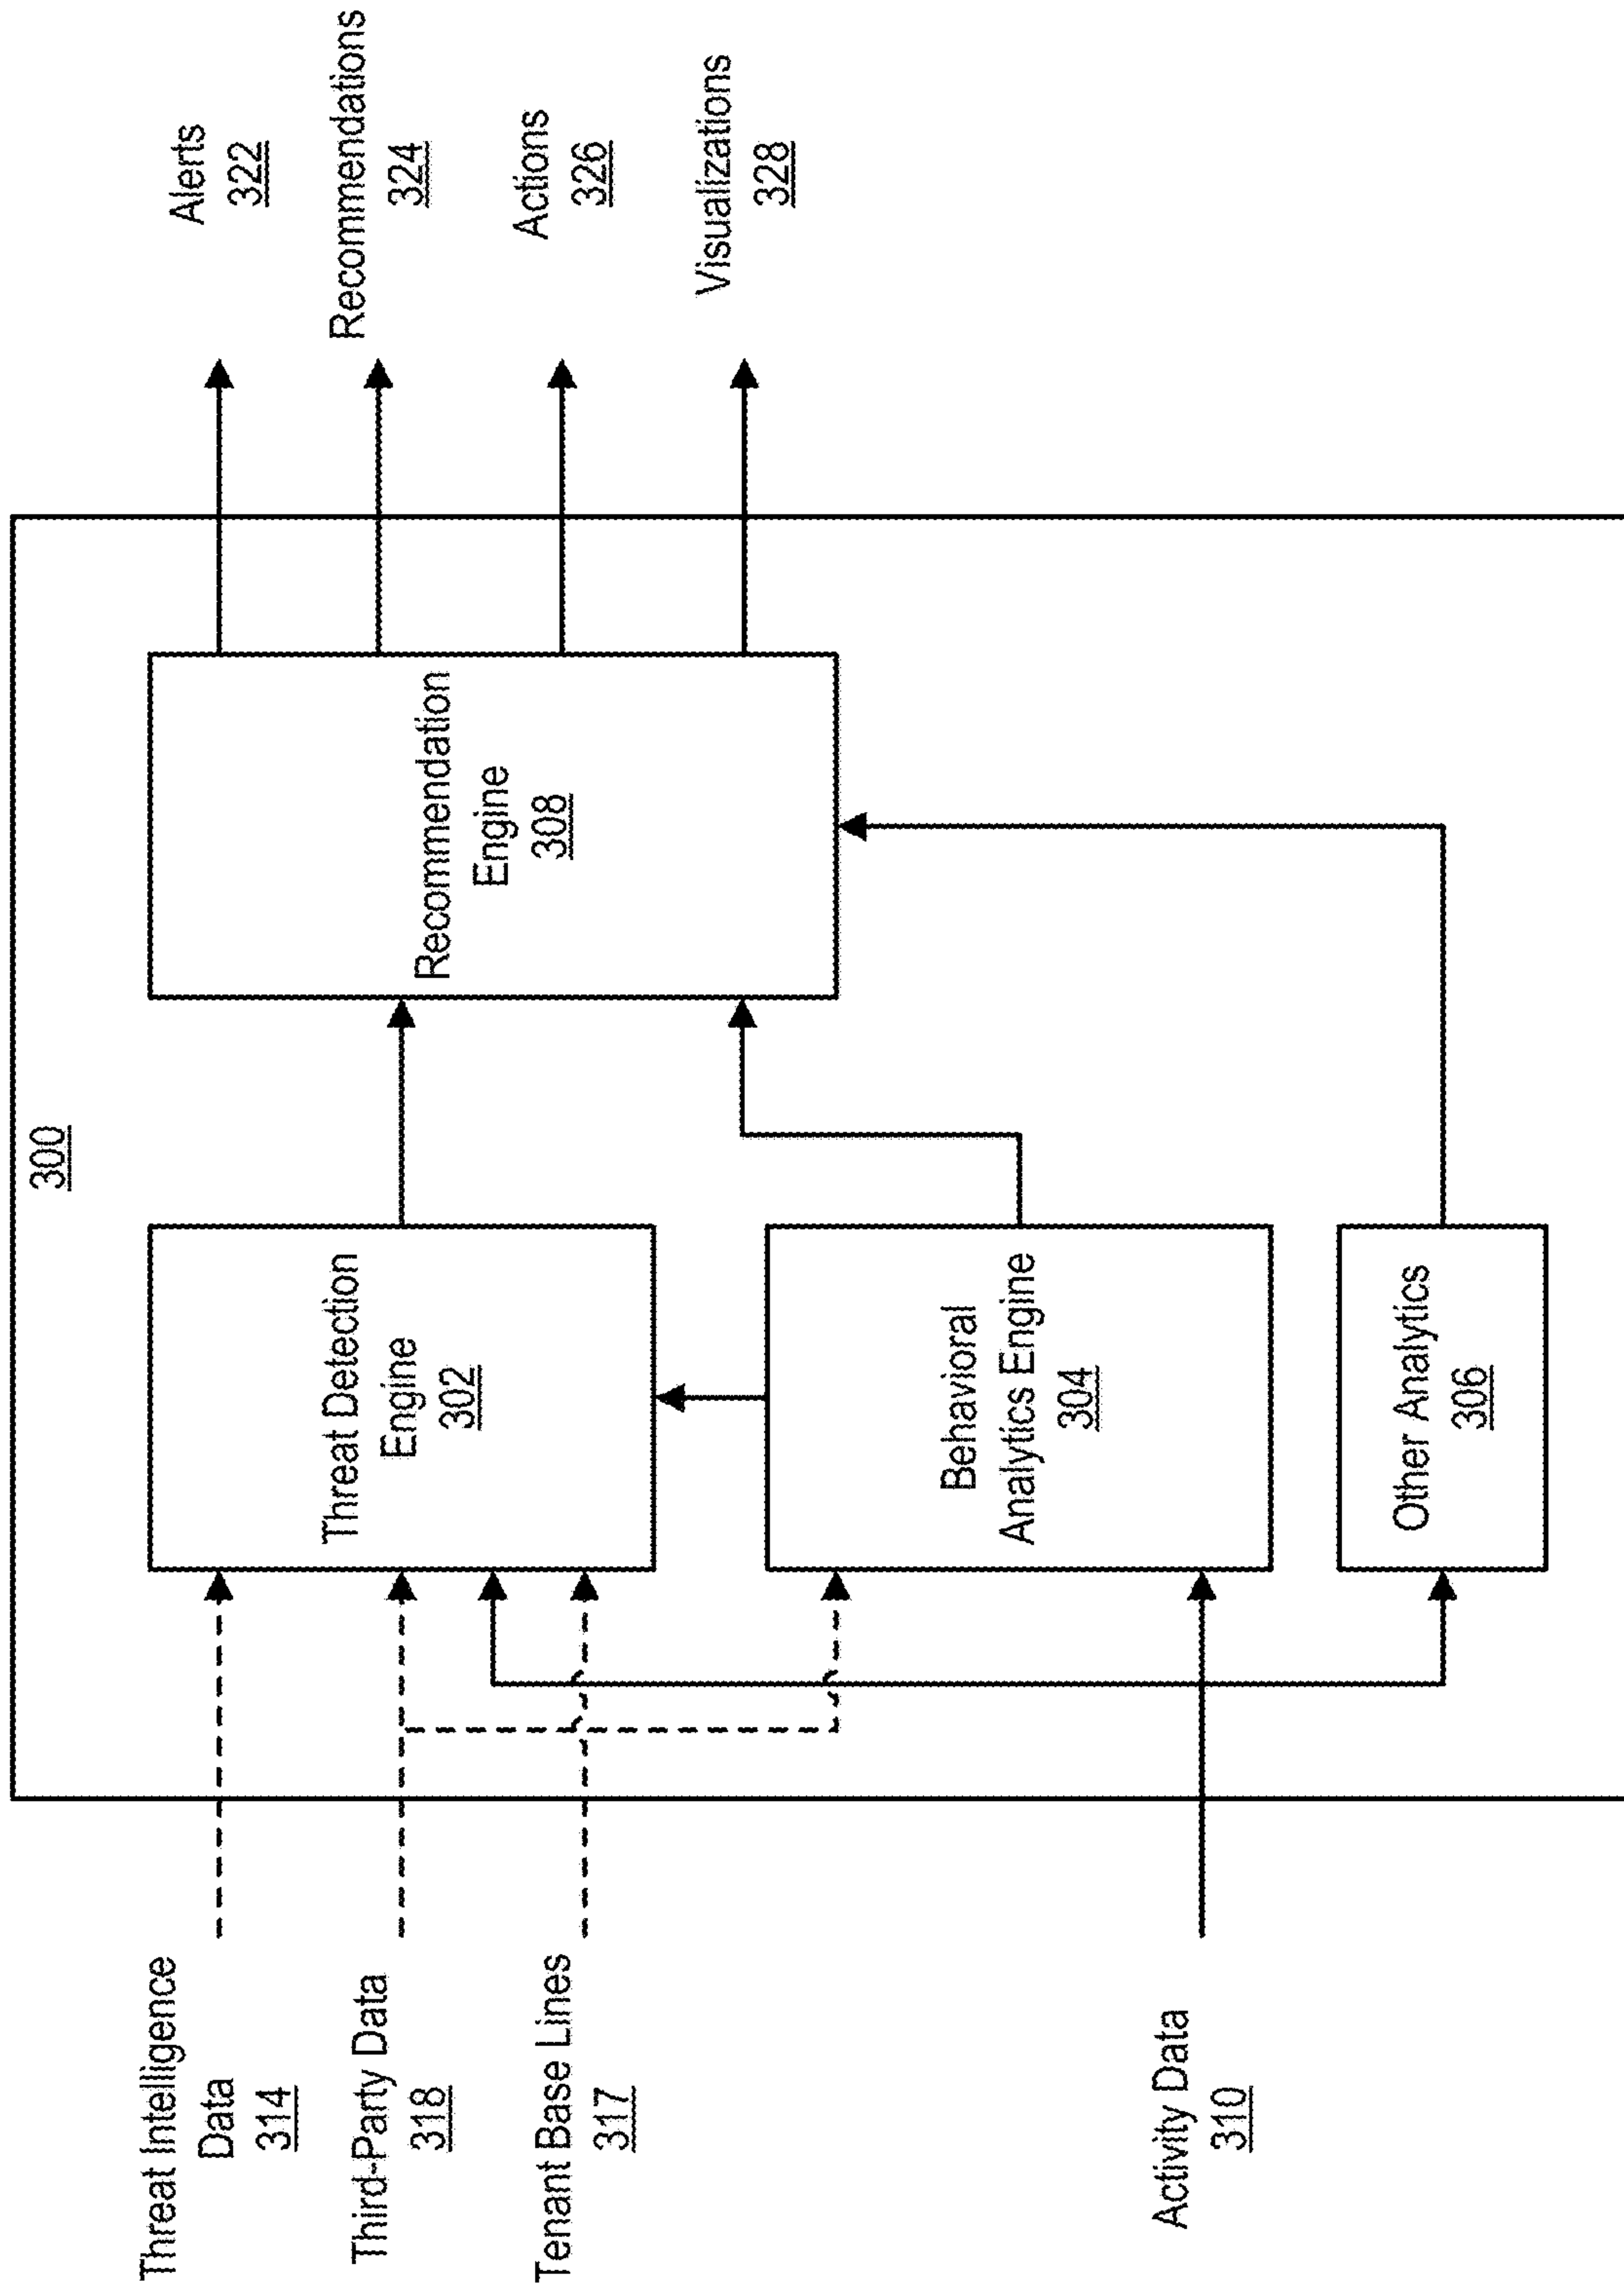 300
Threat Intelligence
Data
314
Third-Party Data
318
Tenant Base Lines
317
Activity Data
310
Threat Detection
Engine
302
Behavioral
Analytics Engine
304
Other Analytics
306
Recommendation
Engine
308
Alerts
322
Recommendations
324
Actions
326
Visualizations
328